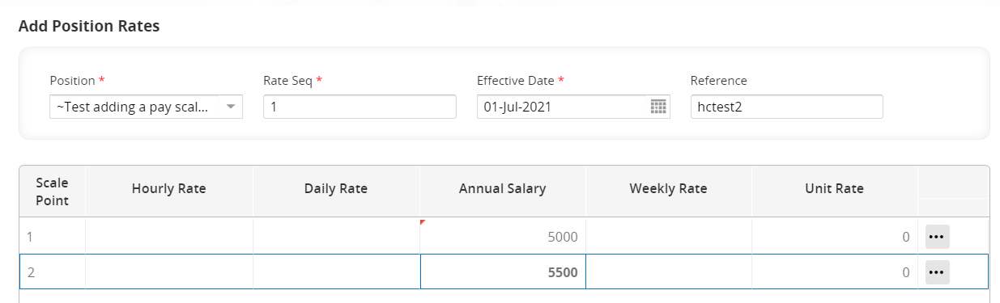 Add Position Rates
Position * Rate Seq * Effective Date * Reference
~Test adding a pay scal... 1 01-Jul-2021 hctest2
Scale Point Hourly Rate Daily Rate Annual Salary Weekly Rate Unit Rate
1 5000 0 •••
2 5500 0 •••